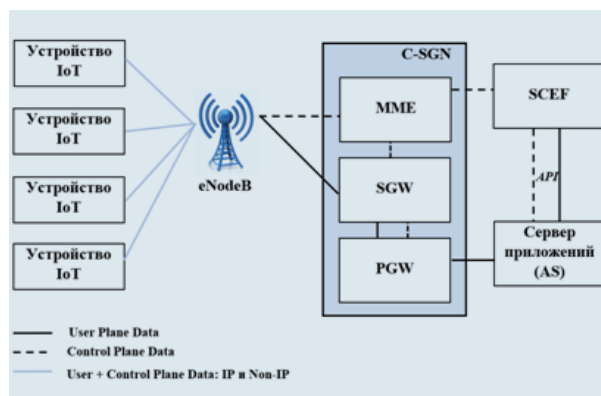 Устройство
IoT
Устройство
IoT
Устройство
IoT
Устройство
IoT
eNodeB
C-SGN
MME
SGW
PGW
SCEF
API
Сервер
приложений
(AS)
User Plane Data
Control Plane Data
User + Control Plane Data: IP и Non-IP